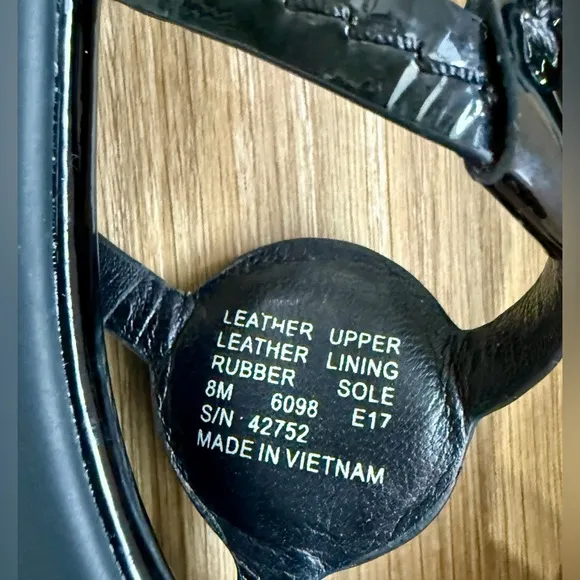 LEATHER UPPER
LEATHER LINING
RUBBER SOLE
8M 6098 E17
S/N 42752
MADE IN VIETNAM